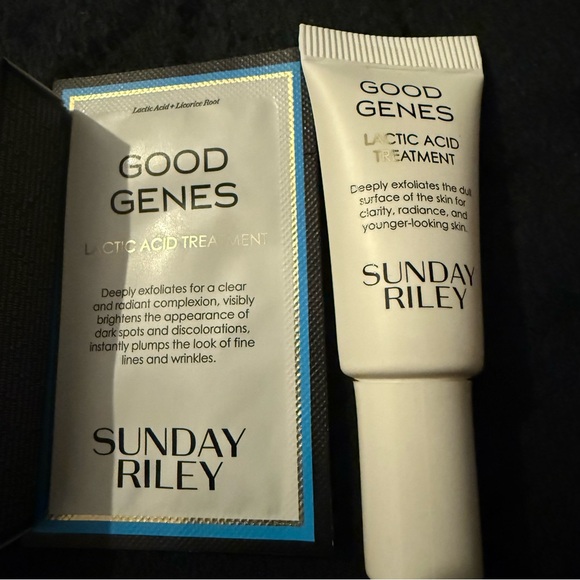 Lactic Acid + Licorice Root
GOOD
GENES
LACTIC ACID TREATMENT
Deeply exfoliates for a clear
and radiant complexion, visibly
brightens the appearance of
dark spots and discolorations,
instantly plumps the look of fine
lines and wrinkles.
SUNDAY
RILEY
GOOD
GENES
LACTIC ACID
TREATMENT
Deeply exfoliates the dull
surface of the skin for
clarity, radiance, and
younger-looking skin.
SUNDAY
RILEY